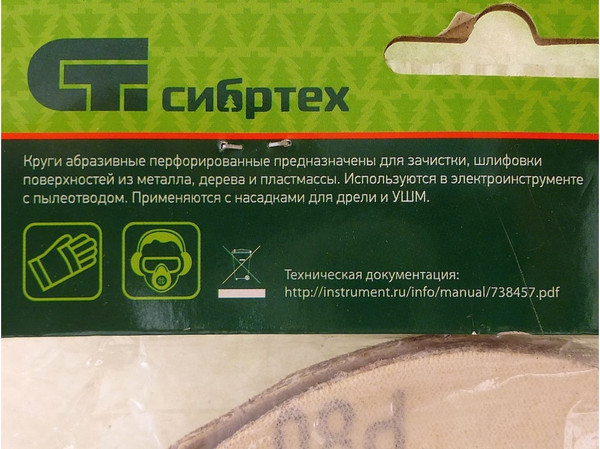 сибртех
Круги абразивные перфорированные предназначены для зачистки, шлифовки
поверхностей из металла, дерева и пластмассы. Используются в электроинструменте
с пылеотводом. Применяются с насадками для дрели и УШМ.
Техническая документация:
http://instrument.ru/info/manual/738457.pdf
P80